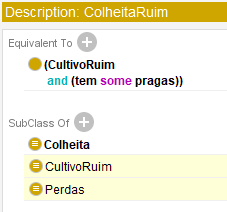 Description: ColheitaRuim
Equivalent To
(CultivoRuim
and (tem some pragas))
SubClass Of
Colheita
CultivoRuim
Perdas